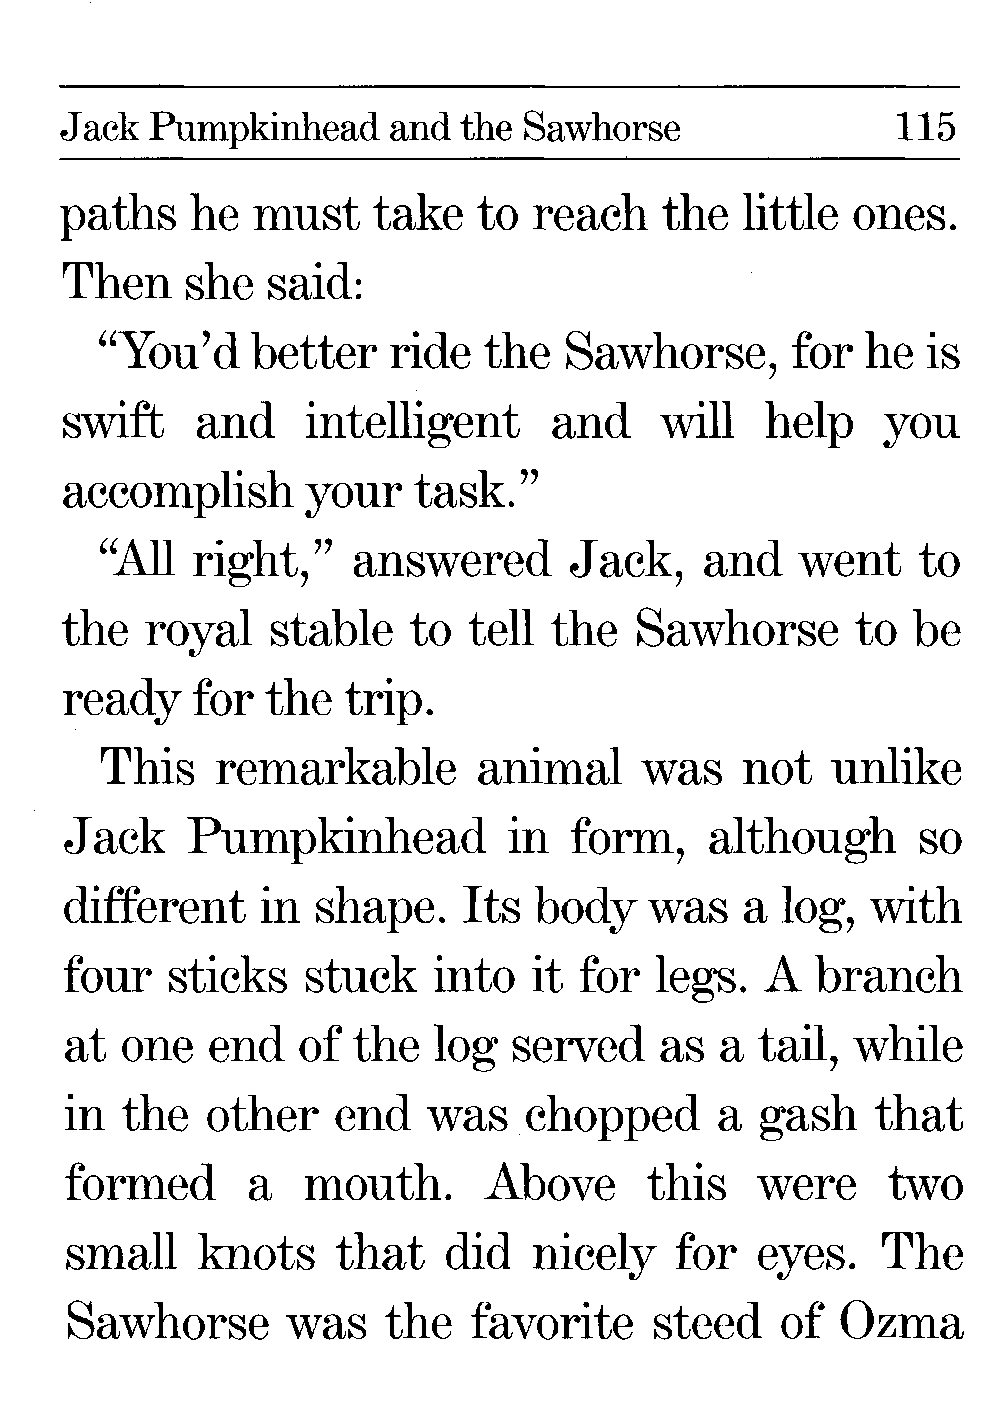 Jack Pumpkinhead and the Sawhorse 115
paths he must take to reach the little ones.
Then she said:
“You’d better ride the Sawhorse, for he is
swift and intelligent and will help you
accomplish your task.”
“All right,” answered Jack, and went to
the royal stable to tell the Sawhorse to be
ready for the trip.
This remarkable animal was not unlike
Jack Pumpkinhead in form, although so
different in shape. Its body was a log, with
four sticks stuck into it for legs. A branch
at one end of the log served as a tail, while
in the other end was chopped a gash that
formed a mouth. Above this were two
small knots that did nicely for eyes. The
Sawhorse was the favorite steed of Ozma